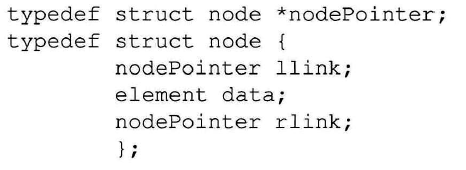 typedef struct node *nodePointer;
typedef struct node {
nodePointer llink;
element data;
nodePointer rlink;
};